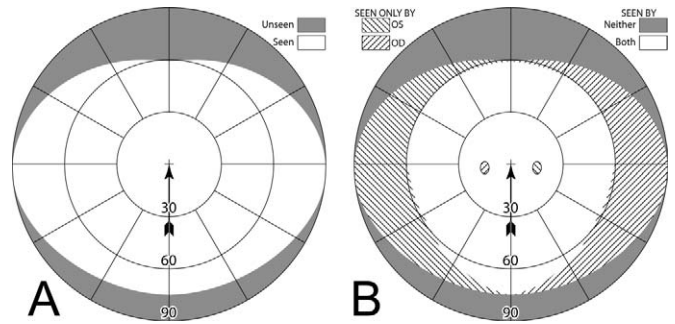 Unseen
Seen
30
60
90
A
SEEN ONLY BY
OS
OD
SEEN BY
Neither
Both
30
60
90
B